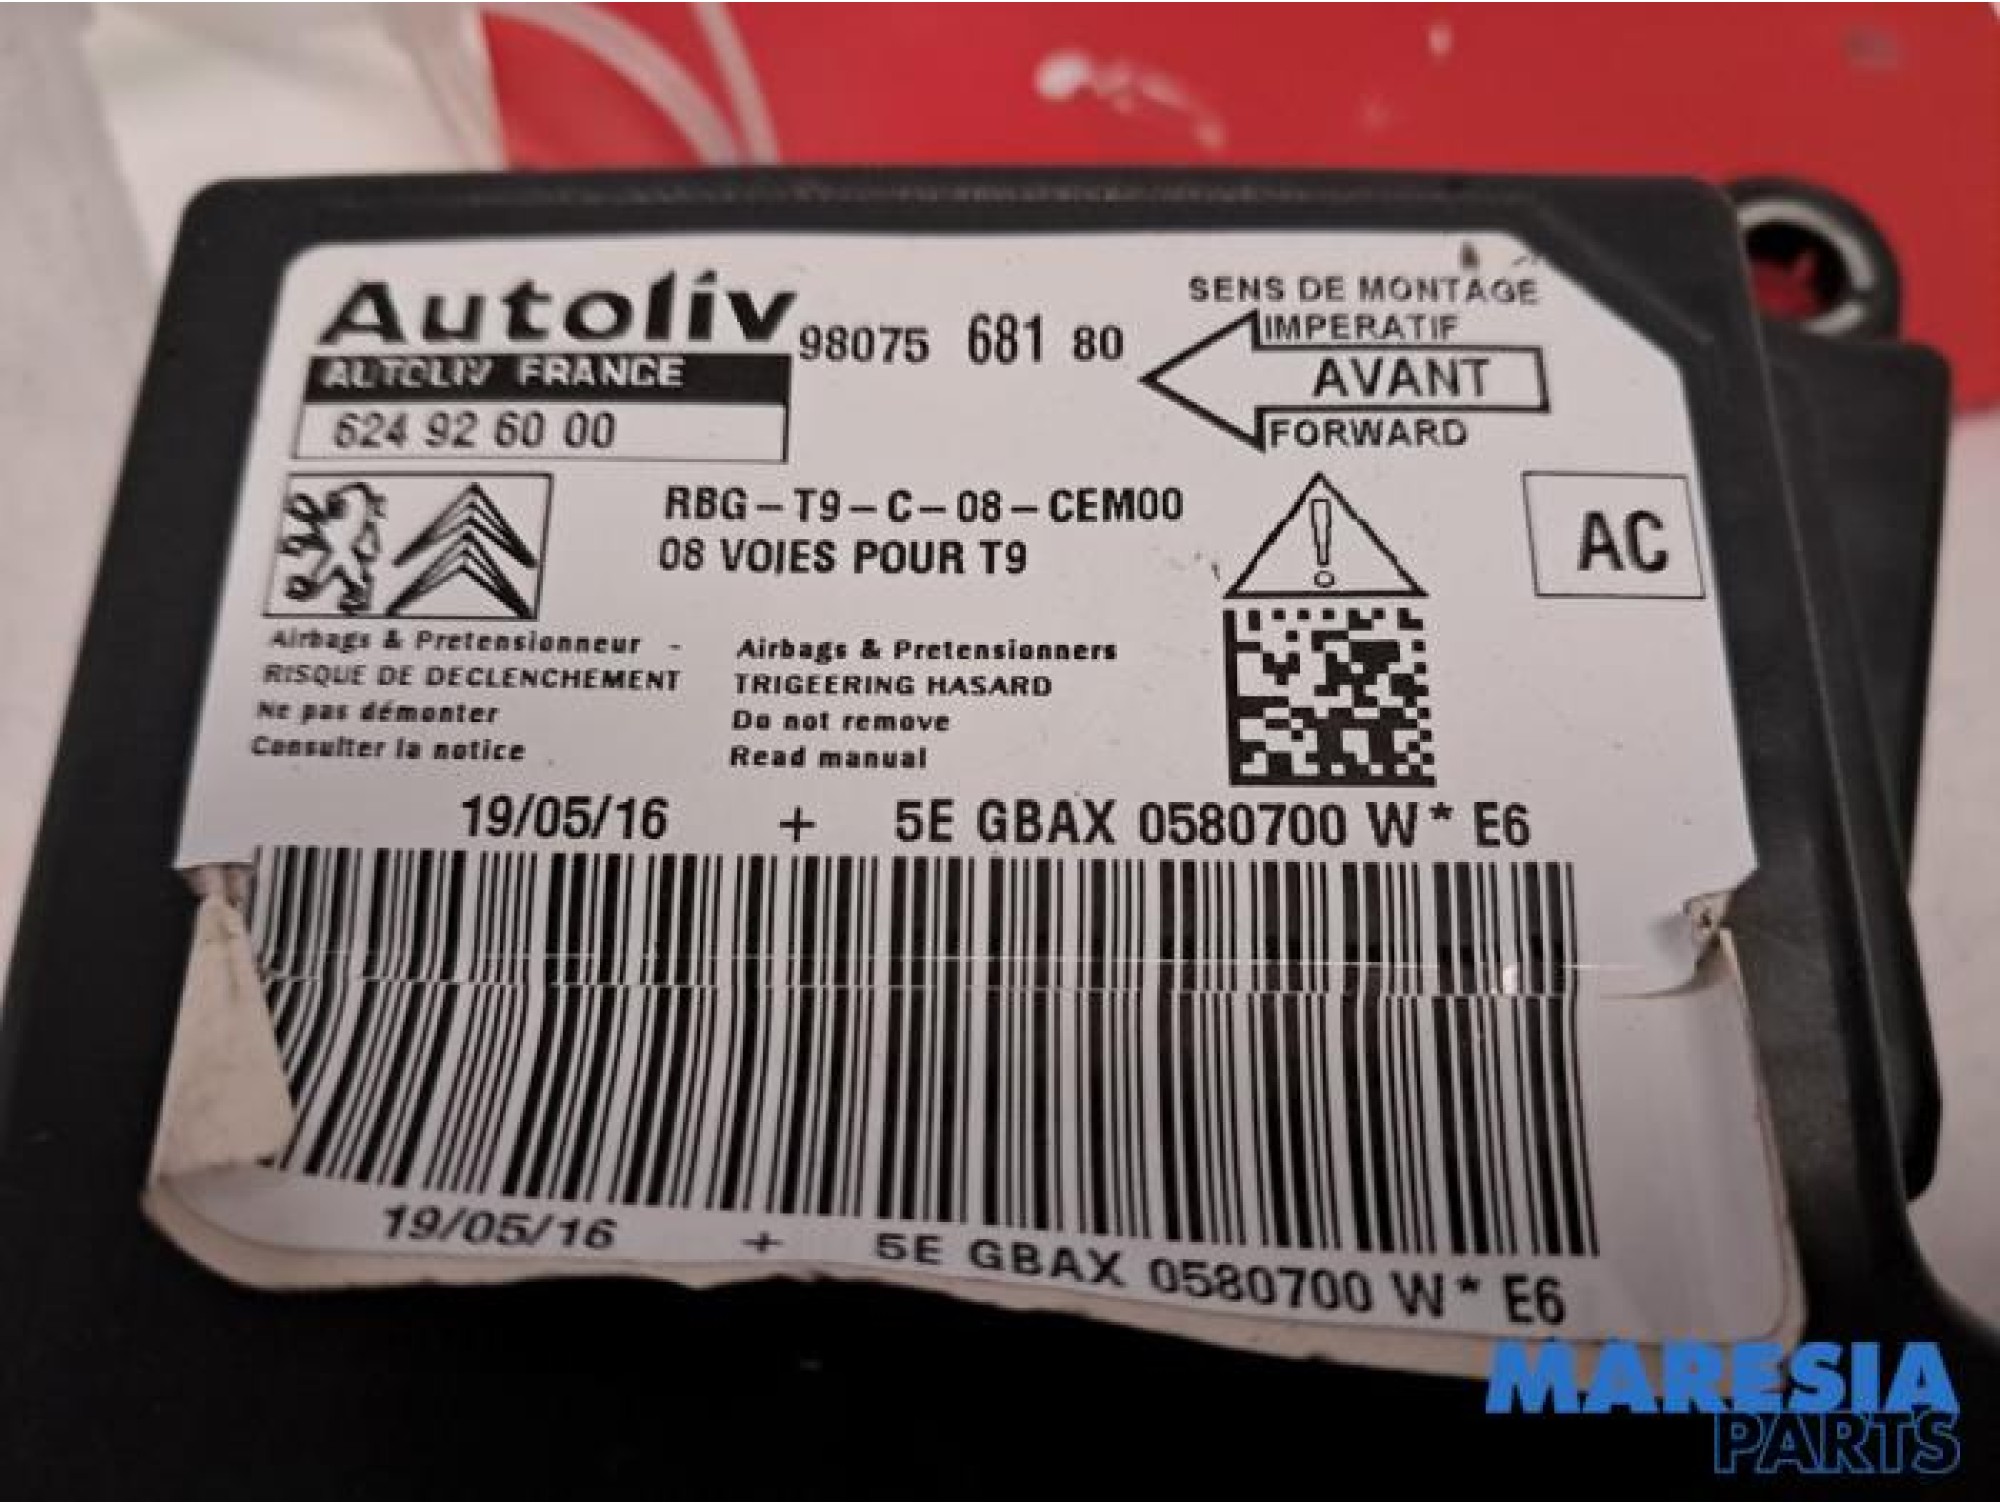 Autoliv
98075 681 80
AUTOLIV FRANCE
624 92 60 00
SENS DE MONTAGE
IMPERATIF
AVANT
FORWARD
RBG-T9-C-08-CEM00
08 VOIES POUR T9
AC
Airbags & Pretensionneur -
RISQUE DE DECLENCHEMENT
Ne pas démonter
Consulter la notice
Airbags & Pretensionners
TRIGEERING HASARD
Do not remove
Read manual
19/05/16 + 5E GBAX 0580700 W* E6
19/05/16 + 5E GBAX 0580700 W* E6
MARESIA
PARTS